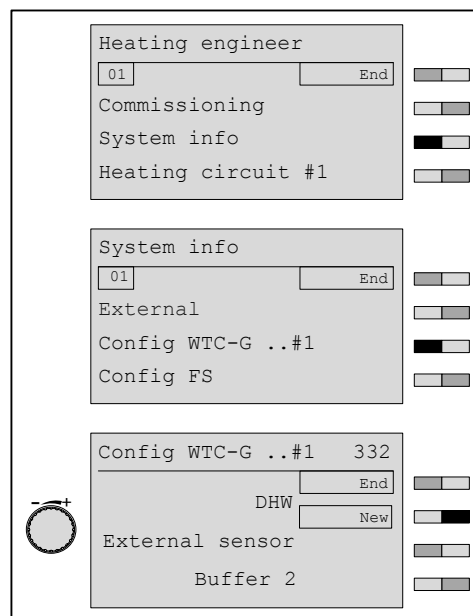 Heating engineer
01 End
Commissioning
System info
Heating circuit #1
System info
01 End
External
Config WTC-G ..#1
Config FS
Config WTC-G ..#1 332
End
DHW
New
- +
External sensor
Buffer 2